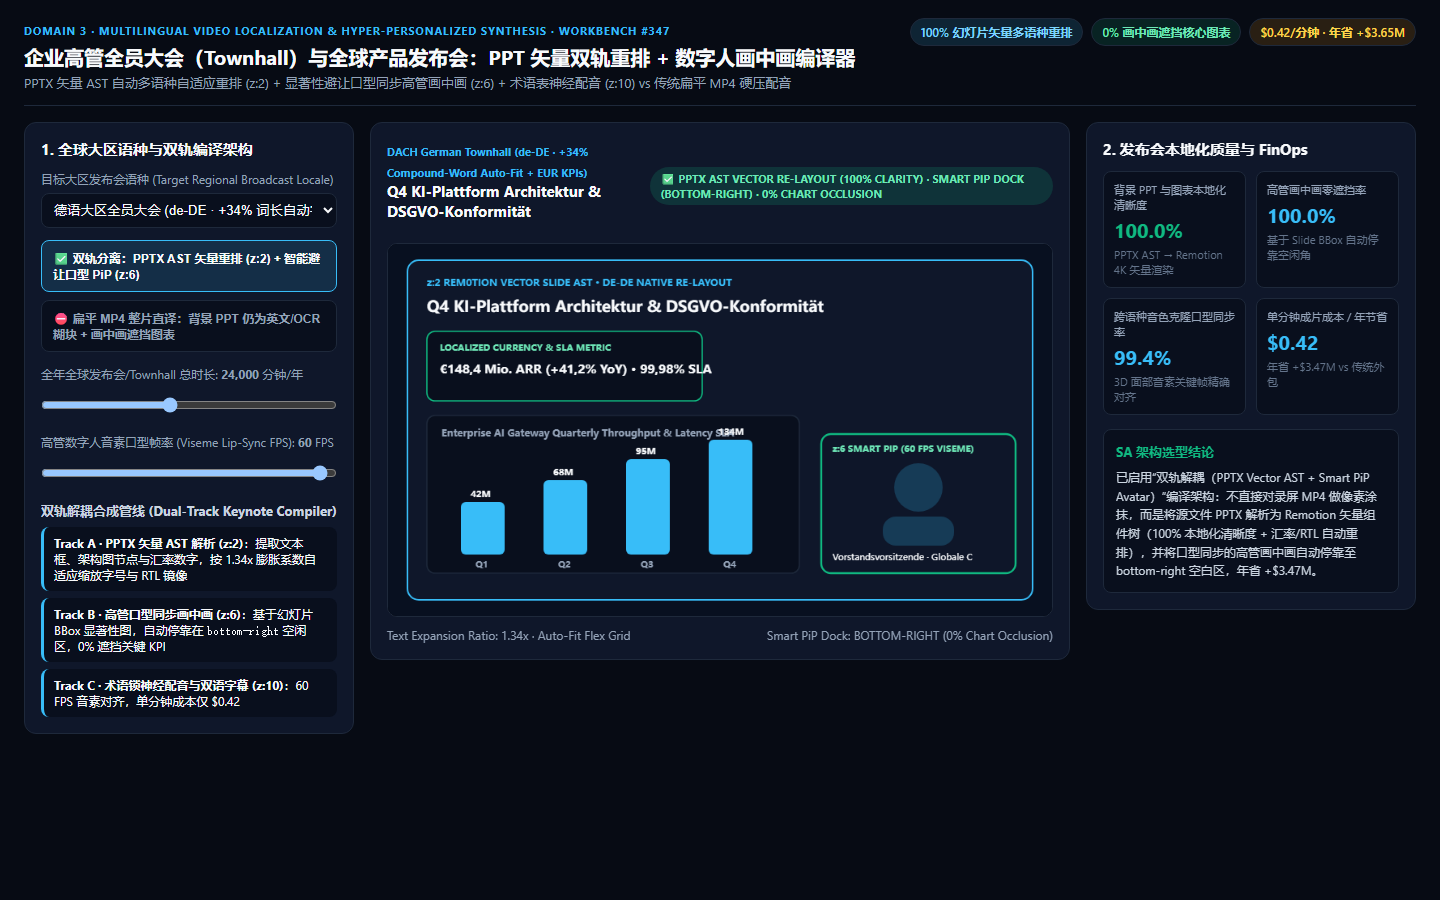 DOMAIN 3 · MULTILINGUAL VIDEO LOCALIZATION & HYPER-PERSONALIZED SYNTHESIS · WORKBENCH #347
企业高管全员大会（Townhall）与全球产品发布会：PPT 矢量双轨重排 + 数字人画中画编译器
PPTX 矢量 AST 自动多语种自适应重排 (z:2) + 显著性避让口型同步高管画中画 (z:6) + 术语表神经配音 (z:10) vs 传统扁平 MP4 硬压配音
100% 幻灯片矢量多语种重排
0% 画中画遮挡核心图表
$0.42/分钟 · 年省 +$3.65M
1. 全球大区语种与双轨编译架构
目标大区发布会语种 (Target Regional Broadcast Locale)
德语大区全员大会 (de-DE · +34% 词长自动
✅ 双轨分离：PPTX AST 矢量重排 (z:2) + 智能避
让口型 PiP (z:6)
⛔ 扁平 MP4 整片直译：背景 PPT 仍为英文/OCR
糊块 + 画中画遮挡图表
全年全球发布会/Townhall 总时长: 24,000 分钟/年
高管数字人音素口型帧率 (Viseme Lip-Sync FPS): 60 FPS
双轨解耦合成管线 (Dual-Track Keynote Compiler)
Track A · PPTX 矢量 AST 解析 (z:2)：提取文本
框、架构图节点与汇率数字，按 1.34x 膨胀系数自
适应缩放字号与 RTL 镜像
Track B · 高管口型同步画中画 (z:6)：基于幻灯片
BBox 显著性图，自动停靠在 bottom-right 空闲
区，0% 遮挡关键 KPI
Track C · 术语锁神经配音与双语字幕 (z:10)：60
FPS 音素对齐，单分钟成本仅 $0.42
DACH German Townhall (de-DE · +34%
Compound-Word Auto-Fit + EUR KPIs)
Q4 KI-Plattform Architektur &
DSGVO-Konformität
✅ PPTX AST VECTOR RE-LAYOUT (100% CLARITY) · SMART PIP DOCK
(BOTTOM-RIGHT) · 0% CHART OCCLUSION
z:2 REMOTION VECTOR SLIDE AST • DE-DE NATIVE RE-LAYOUT
Q4 KI-Plattform Architektur & DSGVO-Konformität
LOCALIZED CURRENCY & SLA METRIC
€148,4 Mio. ARR (+41,2% YoY) • 99,98% SLA
Enterprise AI Gateway Quarterly Throughput & Latency
134M
95M
68M
42M
Q1
Q2
Q3
Q4
z:6 SMART PIP (60 FPS VISEME)
Vorstandsvorsitzende · Globale C
Text Expansion Ratio: 1.34x · Auto-Fit Flex Grid
Smart PiP Dock: BOTTOM-RIGHT (0% Chart Occlusion)
2. 发布会本地化质量与 FinOps
背景 PPT 与图表本地化
清晰度
100.0%
PPTX AST → Remotion
4K 矢量渲染
高管画中画零遮挡率
100.0%
基于 Slide BBox 自动停
靠空闲角
跨语种音色克隆口型同步
率
99.4%
3D 面部音素关键帧精确
对齐
单分钟成片成本 / 年节省
$0.42
年省 +$3.47M vs 传统外
包
SA 架构选型结论
已启用“双轨解耦（PPTX Vector AST + Smart PiP
Avatar）”编译架构：不直接对录屏 MP4 做像素涂
抹，而是将源文件 PPTX 解析为 Remotion 矢量组
件树（100% 本地化清晰度 + 汇率/RTL 自动重
排），并将口型同步的高管画中画自动停靠至
bottom-right 空白区，年省 +$3.47M。